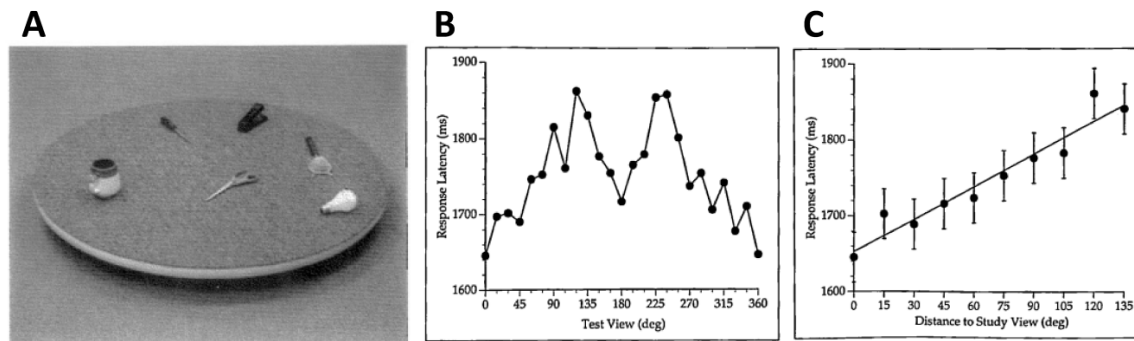 A
B
C
1900
1800
1700
1600
Response Latency (ms)
0 45 90 135 180 225 270 315 360
Test View (deg)
1900
1800
1700
1600
Response Latency (ms)
0 15 30 45 60 75 90 105 120 135
Distance to Study View (deg)